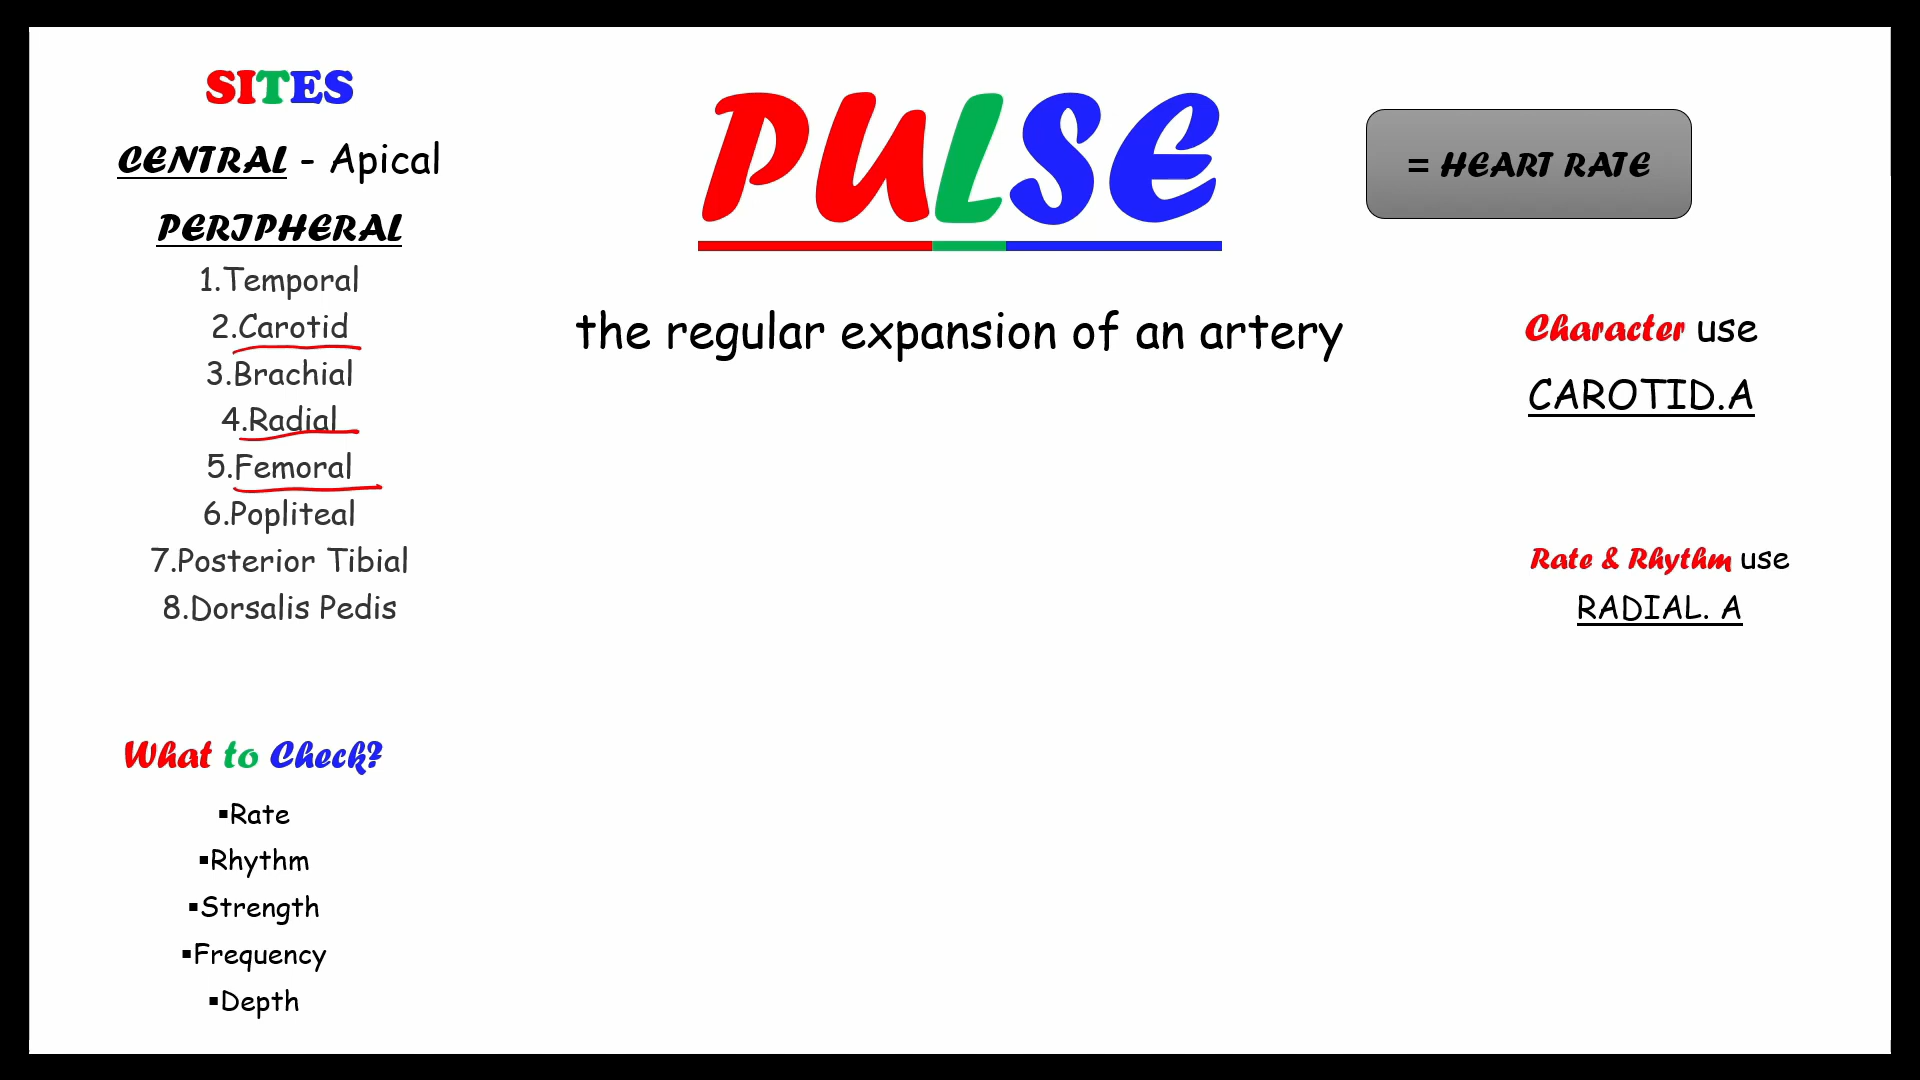 SITES
CENTRAL - Apical
PERIPHERAL
1.Temporal
2.Carotid
3.Brachial
4.Radial
5.Femoral
6.Popliteal
7.Posterior Tibial
8.Dorsalis Pedis
What to Check?
▪Rate
▪Rhythm
▪Strength
▪Frequency
▪Depth
PULSE
the regular expansion of an artery
= HEART RATE
Character use
CAROTID.A
Rate & Rhythm use
RADIAL. A